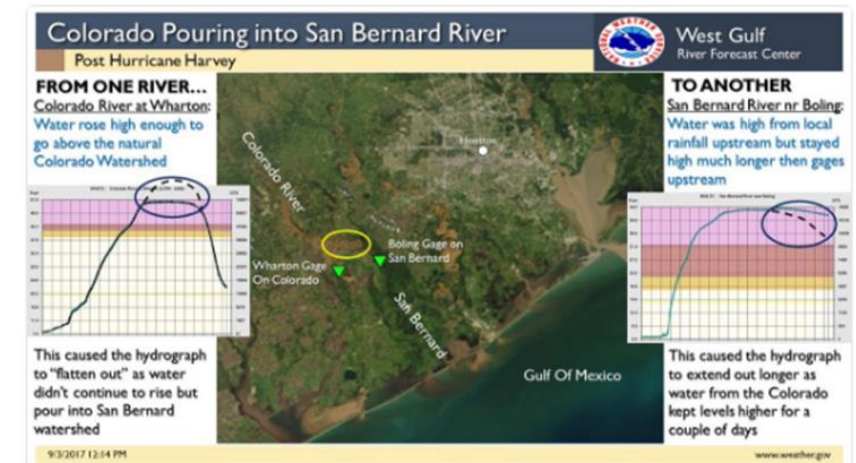 Colorado Pouring into San Bernard River
Post Hurricane Harvey
NATIONAL WEATHER SERVICE
West Gulf
River Forecast Center
FROM ONE RIVER...
Colorado River at Wharton:
Water rose high enough to
go above the natural
Colorado Watershed
This caused the hydrograph
to "flatten out" as water
didn't continue to rise but
pour into San Bernard
watershed
Colorado River
Houston
Wharton Gage
On Colorado
Boling Gage on
San Bernard
San Bernard
Gulf Of Mexico
TO ANOTHER
San Bernard River nr Boling:
Water was high from local
rainfall upstream but stayed
high much longer then gages
upstream
This caused the hydrograph
to extend out longer as
water from the Colorado
kept levels higher for a
couple of days
9/3/2017 12:14 PM
www.weather.gov